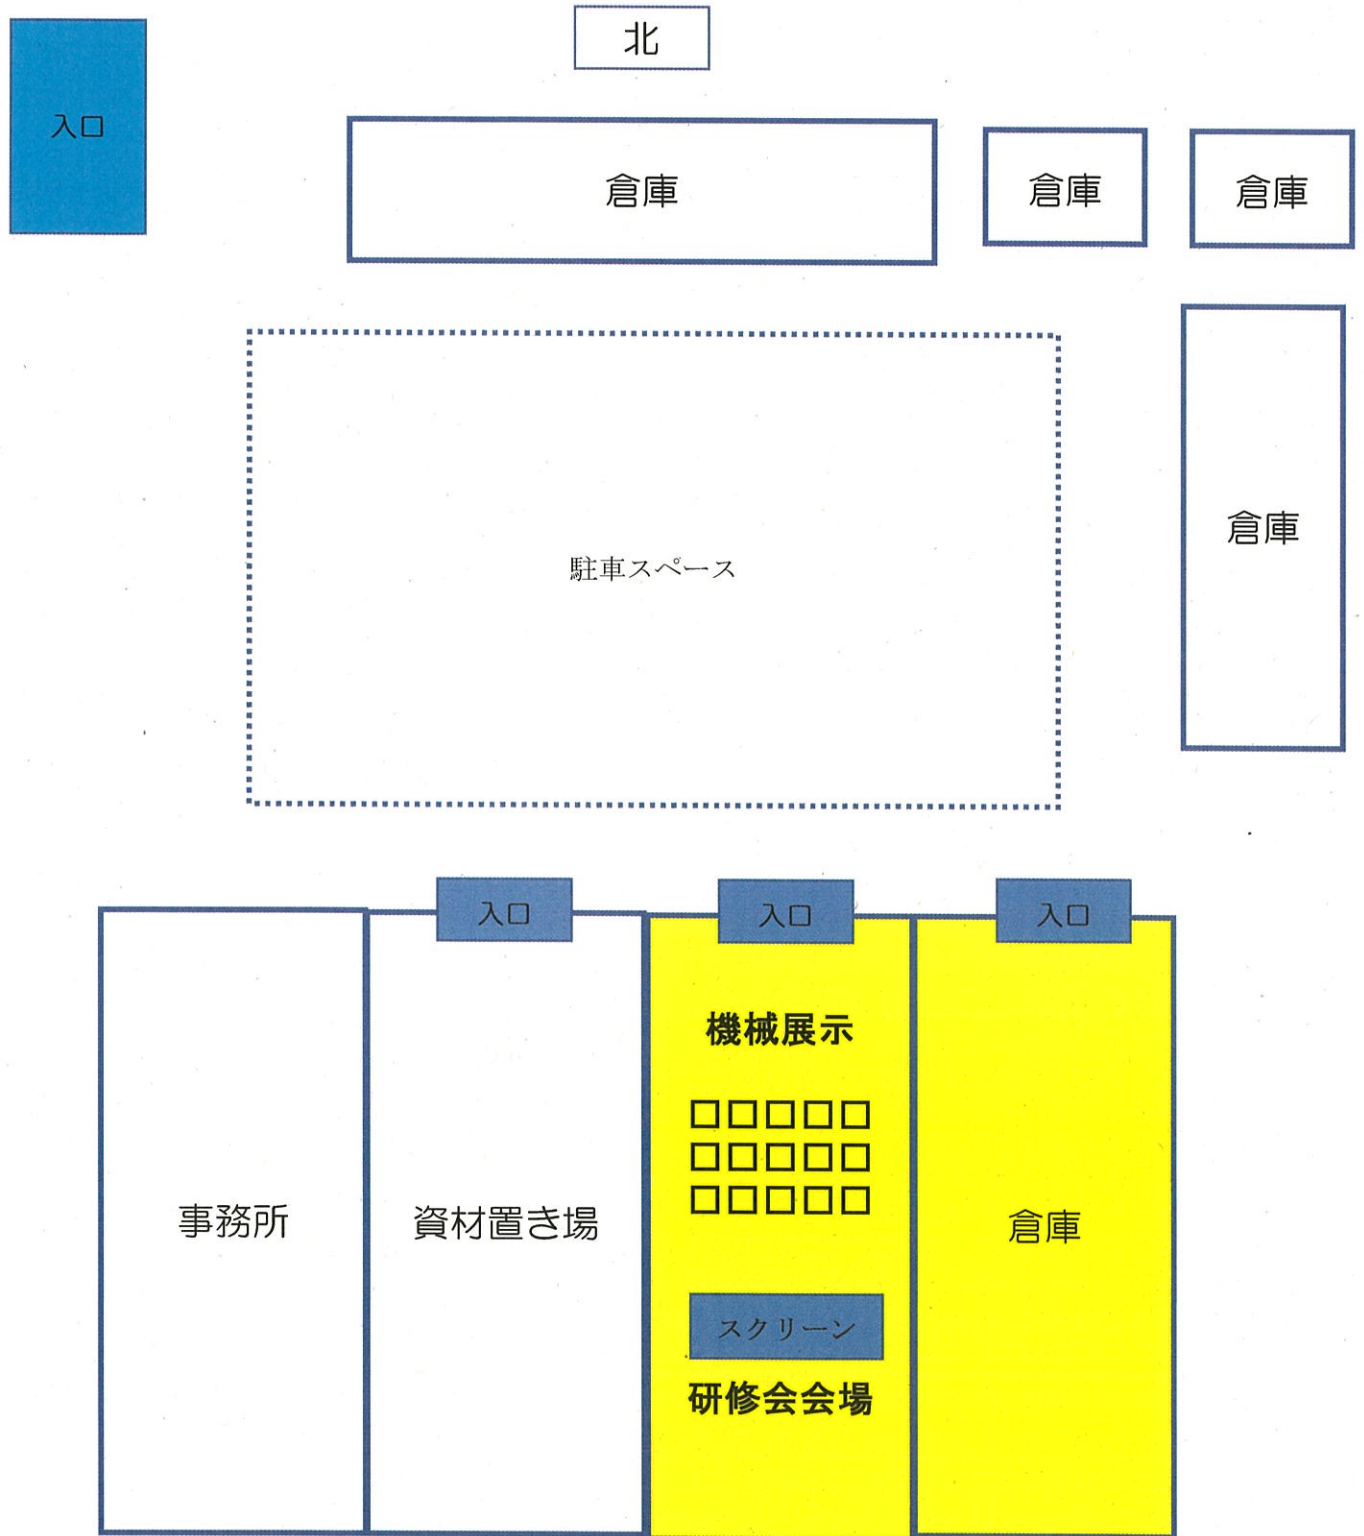 北
入口
倉庫
倉庫
倉庫
倉庫
駐車スペース
入口
入口
入口
機械展示
□□□□□
□□□□□
□□□□□
事務所
資材置き場
倉庫
スクリーン
研修会会場